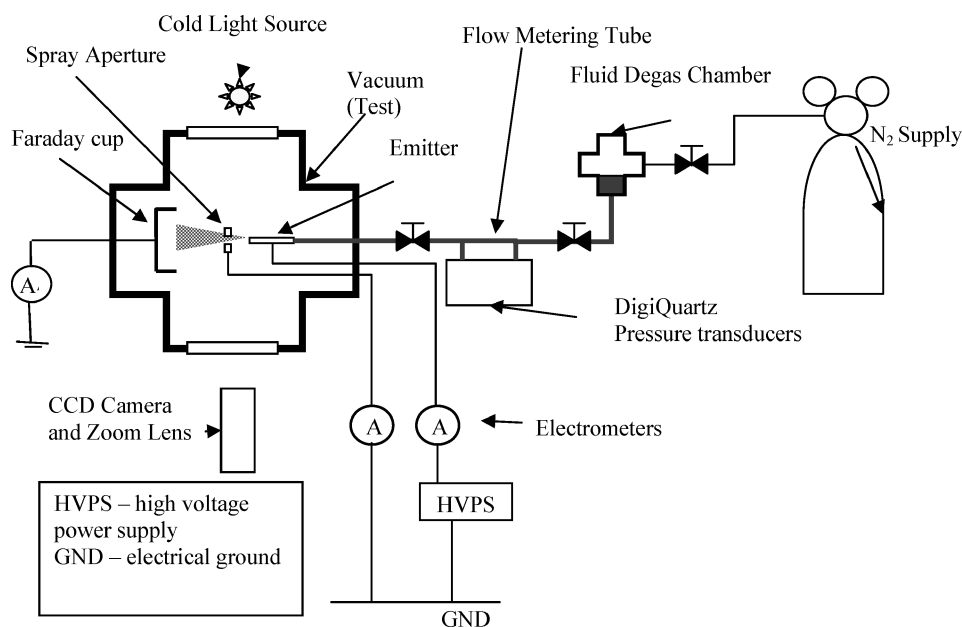 Cold Light Source
Spray Aperture
Flow Metering Tube
Vacuum
(Test)
Fluid Degas Chamber
Faraday cup
Emitter
N2 Supply
A
DigiQuartz
Pressure transducers
CCD Camera
and Zoom Lens
A
A
Electrometers
HVPS – high voltage
power supply
GND – electrical ground
HVPS
GND